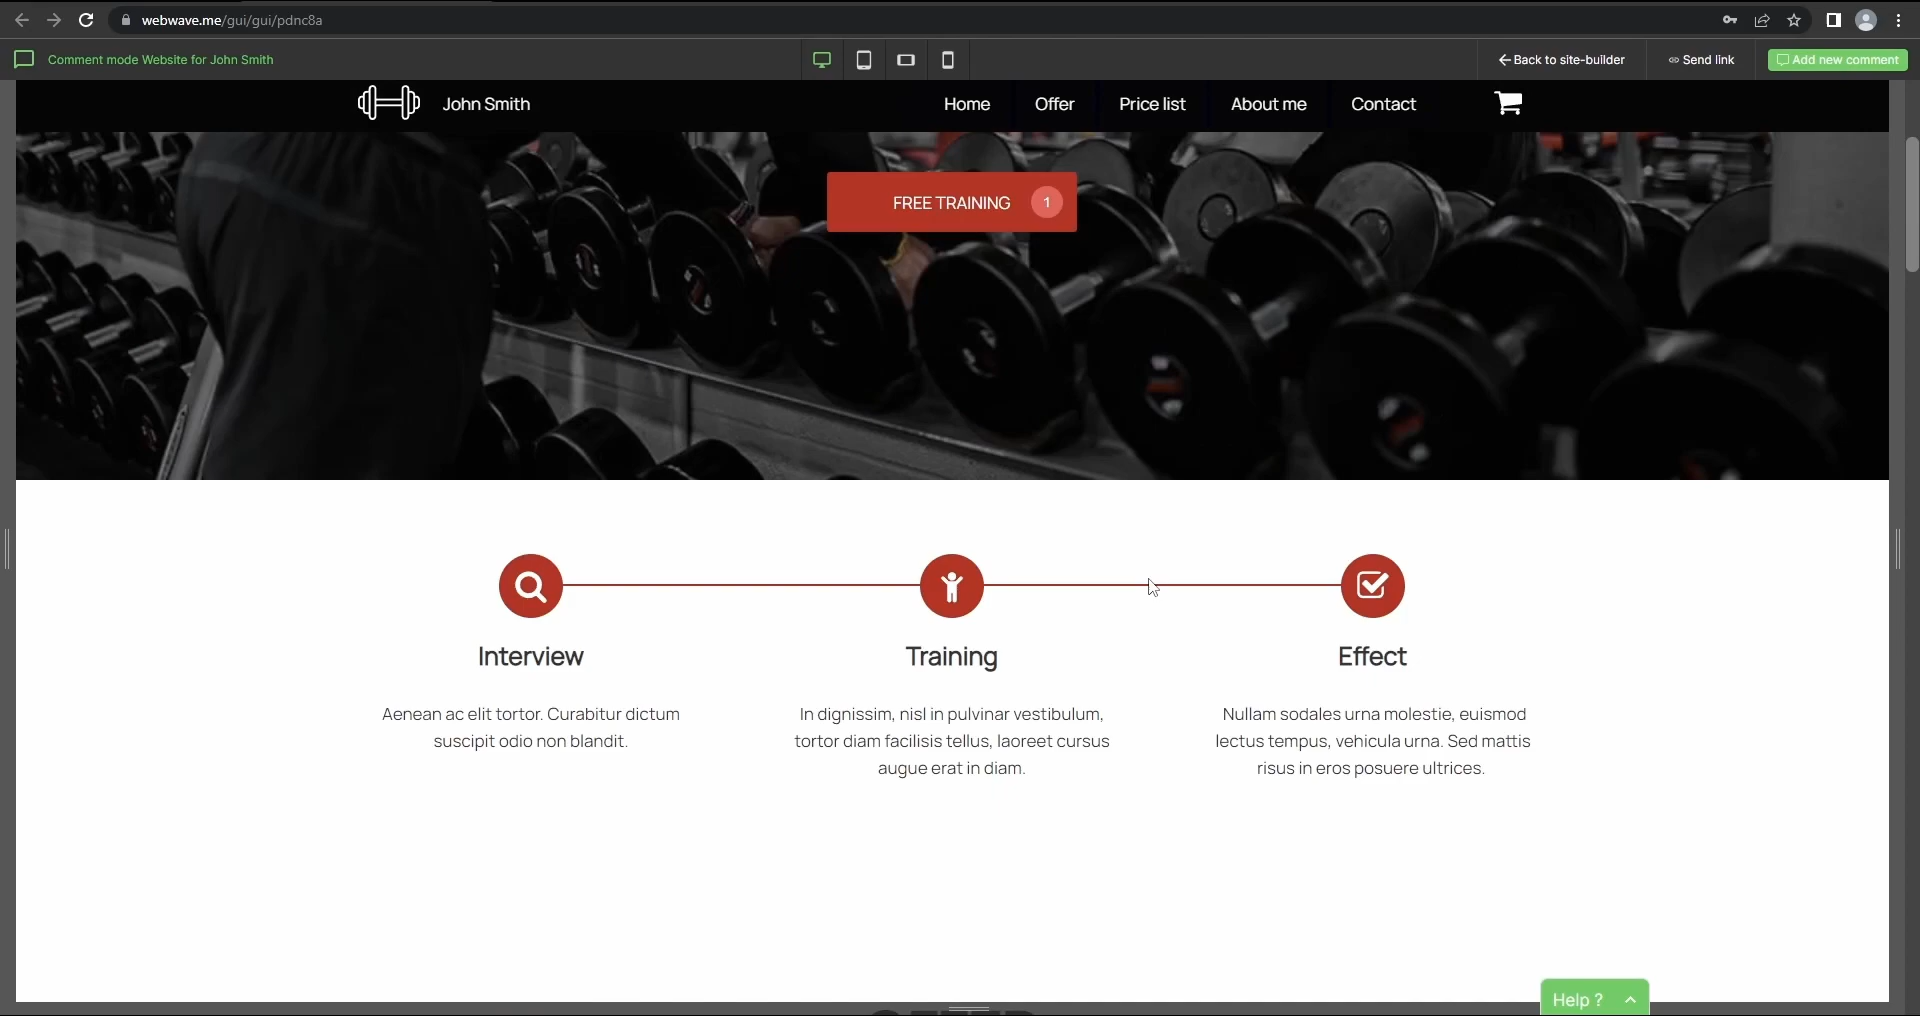 webwave.me/gui/gui/pdnc8a
Comment mode Website for John Smith
Back to site-builder
Send link
Add new comment
John Smith
Home
Offer
Price list
About me
Contact
FREE TRAINING
1
Interview
Training
Effect
Aenean ac elit tortor. Curabitur dictum
suscipit odio non blandit.
In dignissim, nisl in pulvinar vestibulum,
tortor diam facilisis tellus, laoreet cursus
augue erat in diam.
Nullam sodales urna molestie, euismod
lectus tempus, vehicula urna. Sed mattis
risus in eros posuere ultrices.
Help ?